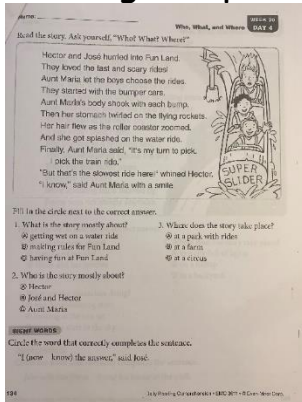 Name:
WEEK 20
Who, What, and Where DAY 4
Read the story. Ask yourself, "Who? What? Where?"
Hector and José hurried into Fun Land.
They loved the fast and scary rides!
Aunt Maria let the boys choose the rides.
They started with the bumper cars.
Aunt Maria's body shook with each bump.
Then her stomach twirled on the flying rockets.
Her hair flew as the roller coaster zoomed.
And she got splashed on the water ride.
Finally, Aunt Maria said, "It's my turn to pick.
I pick the train ride."
"But that's the slowest ride here!" whined Hector.
"I know," said Aunt Maria with a smile.
SUPER
SLIDER
Fill in the circle next to the correct answer.
1. What is the story mostly about?
Ⓐ getting wet on a water ride
Ⓑ making rules for Fun Land
Ⓒ having fun at Fun Land
2. Who is the story mostly about?
Ⓐ Hector
Ⓑ José and Hector
Ⓒ Aunt Maria
3. Where does the story take place?
Ⓐ at a park with rides
Ⓑ at a farm
Ⓒ at a circus
SIGHT WORDS
Circle the word that correctly completes the sentence.
"I (now know) the answer," said José.
Daily Reading Comprehension • EMC